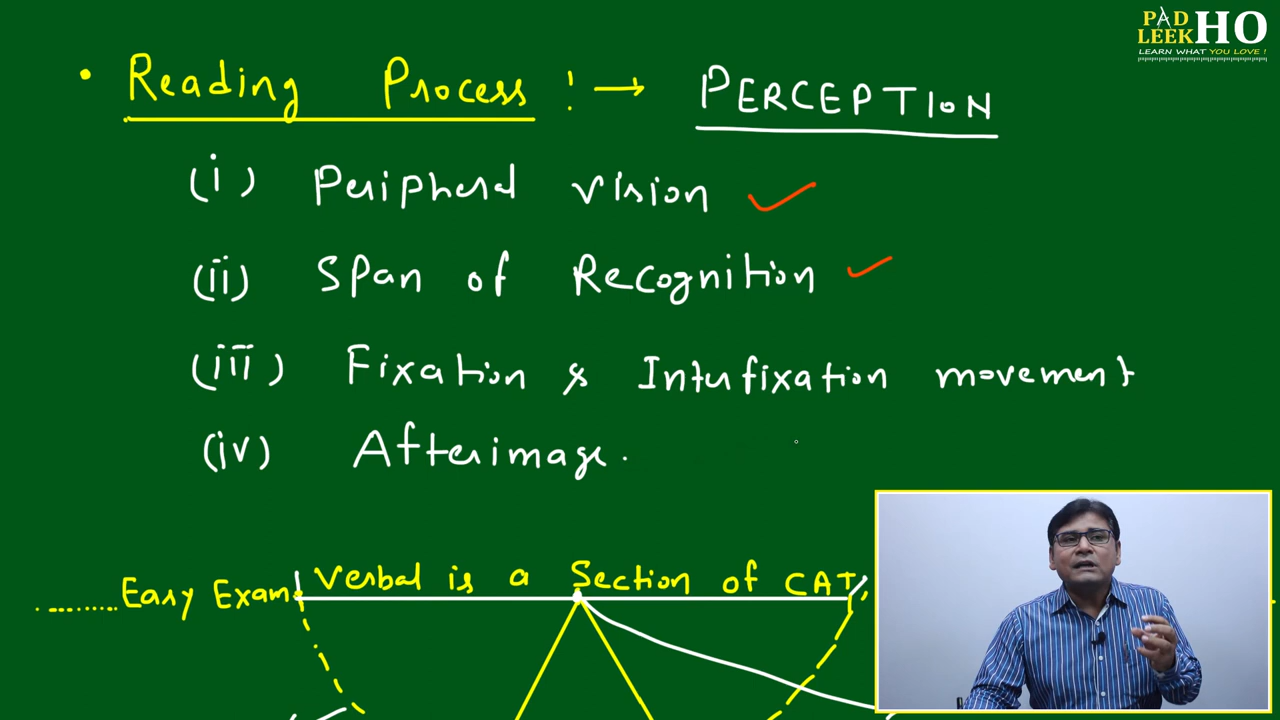 PAD
LEEK HO
LEARN WHAT YOU LOVE !
• Reading Process ! → PERCEPTION
(i) Peripheral vision ✓
(ii) Span of Recognition ✓
(iii) Fixation & Interfixation movement
(iv) Afterimage.
.......... Easy Exam. Verbal is a Section of CAT,